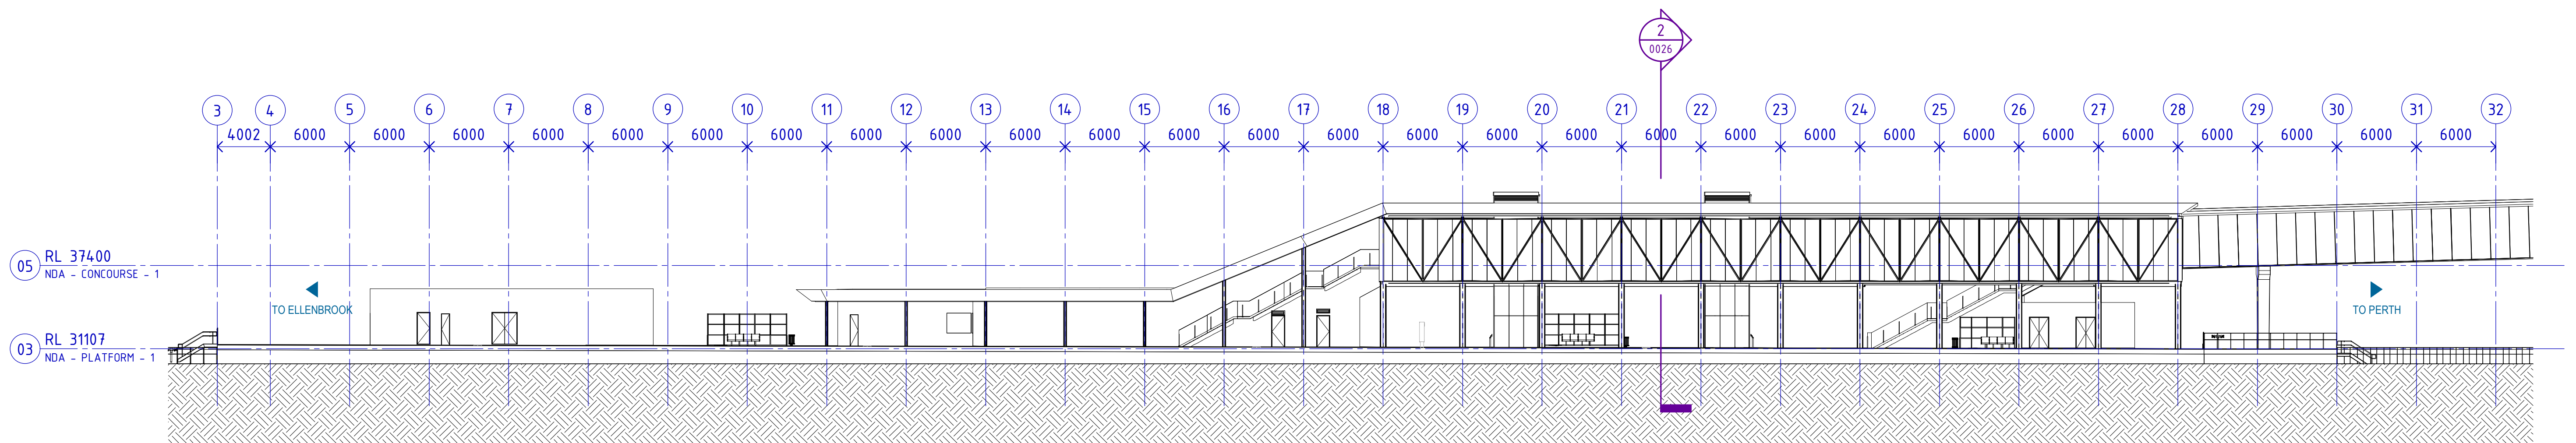 2
0026
3 4 5 6 7 8 9 10 11 12 13 14 15 16 17 18 19 20 21 22 23 24 25 26 27 28 29 30 31 32
4002 6000 6000 6000 6000 6000 6000 6000 6000 6000 6000 6000 6000 6000 6000 6000 6000 6000 6000 6000 6000 6000 6000 6000 6000 6000 6000 6000 6000
05 RL 37400
NDA - CONCOURSE - 1
TO ELLENBROOK
TO PERTH
03 RL 31107
NDA - PLATFORM - 1